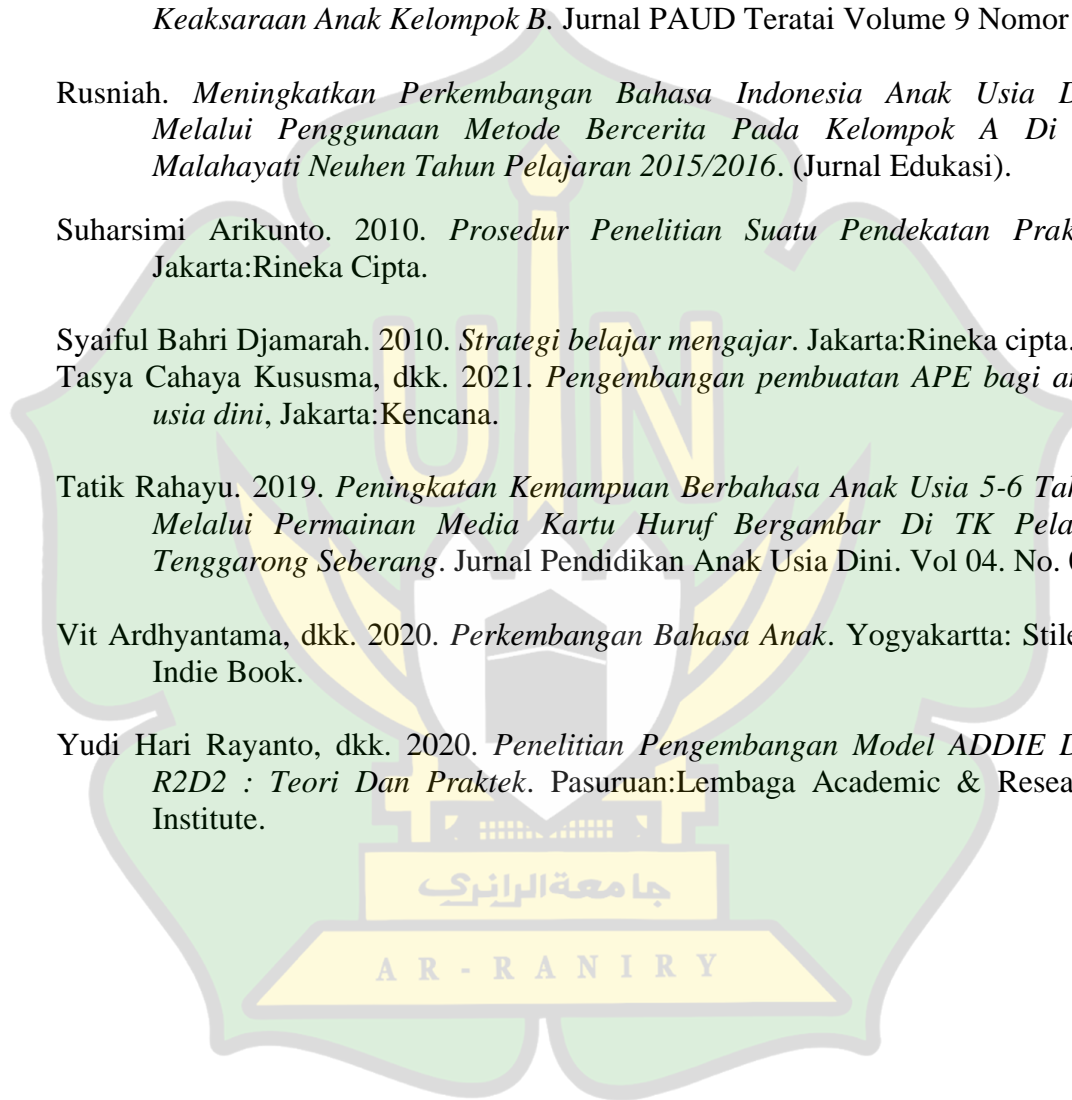 Keaksaraan Anak Kelompok B. Jurnal PAUD Teratai Volume 9 Nomor
Rusniah. Meningkatkan Perkembangan Bahasa Indonesia Anak Usia
Melalui Penggunaan Metode Bercerita Pada Kelompok A Di
Malahayati Neuhen Tahun Pelajaran 2015/2016. (Jurnal Edukasi).
Suharsimi Arikunto. 2010. Prosedur Penelitian Suatu Pendekatan
Jakarta:Rineka Cipta.
Syaiful Bahri Djamarah. 2010. Strategi belajar mengajar. Jakarta:Rineka cipta.
Tasya Cahaya Kususma, dkk. 2021. Pengembangan pembuatan APE bagi
usia dini, Jakarta:Kencana.
Tatik Rahayu. 2019. Peningkatan Kemampuan Berbahasa Anak Usia 5-6
Melalui Permainan Media Kartu Huruf Bergambar Di TK
Tenggarong Seberang. Jurnal Pendidikan Anak Usia Dini. Vol 04. No.
Vit Ardhyantama, dkk. 2020. Perkembangan Bahasa Anak. Yogyakartta:
Indie Book.
Yudi Hari Rayanto, dkk. 2020. Penelitian Pengembangan Model ADDIE
R2D2 : Teori Dan Praktek. Pasuruan:Lembaga Academic &
Institute.
UIN
جامعةالرانري
AR-RANIRY